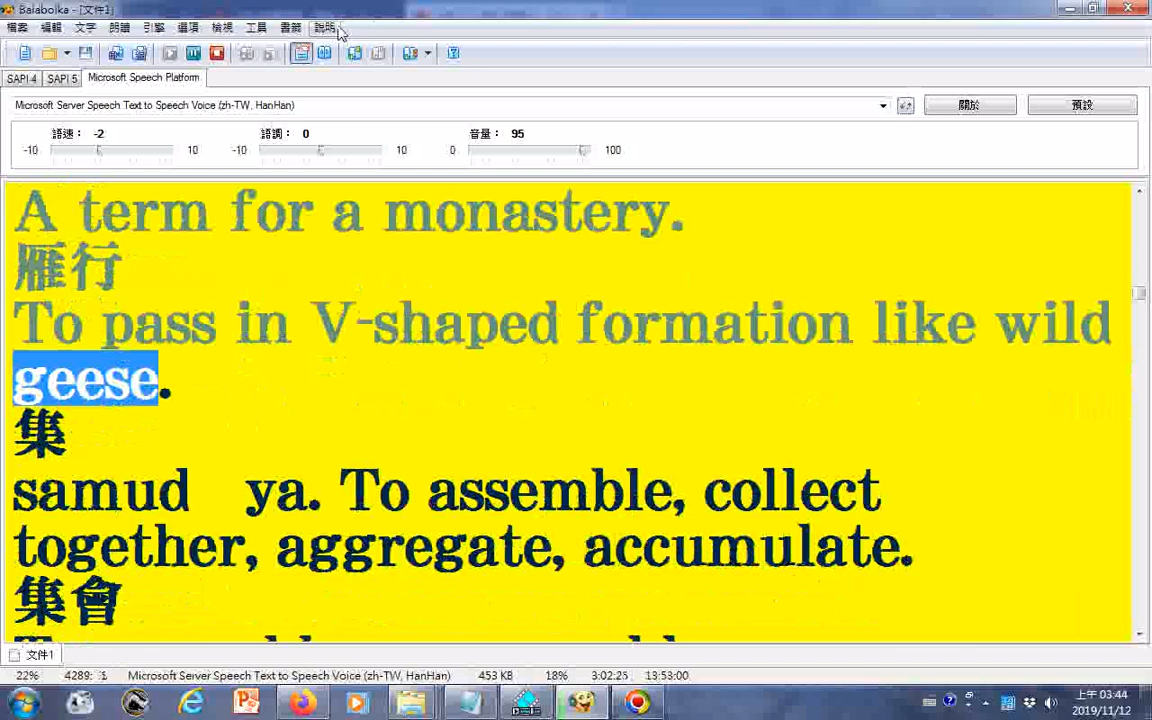 Balabolka - [文件1]
檔案 編輯 文字 朗讀 引擎 選項 檢視 工具 書籤 說明
SAPI 4 SAPI 5 Microsoft Speech Platform
Microsoft Server Speech Text to Speech Voice (zh-TW, HanHan) 關於 預設
語速： -2 語調： 0 音量： 95
-10 10 -10 10 0 100
A term for a monastery.
雁行
To pass in V-shaped formation like wild
geese.
集
samud ya. To assemble, collect
together, aggregate, accumulate.
集會
文件1
22% 4289: 1 Microsoft Server Speech Text to Speech Voice (zh-TW, HanHan) 453 KB 18% 3:02:25 13:53:00
上午 03:44
2019/11/12